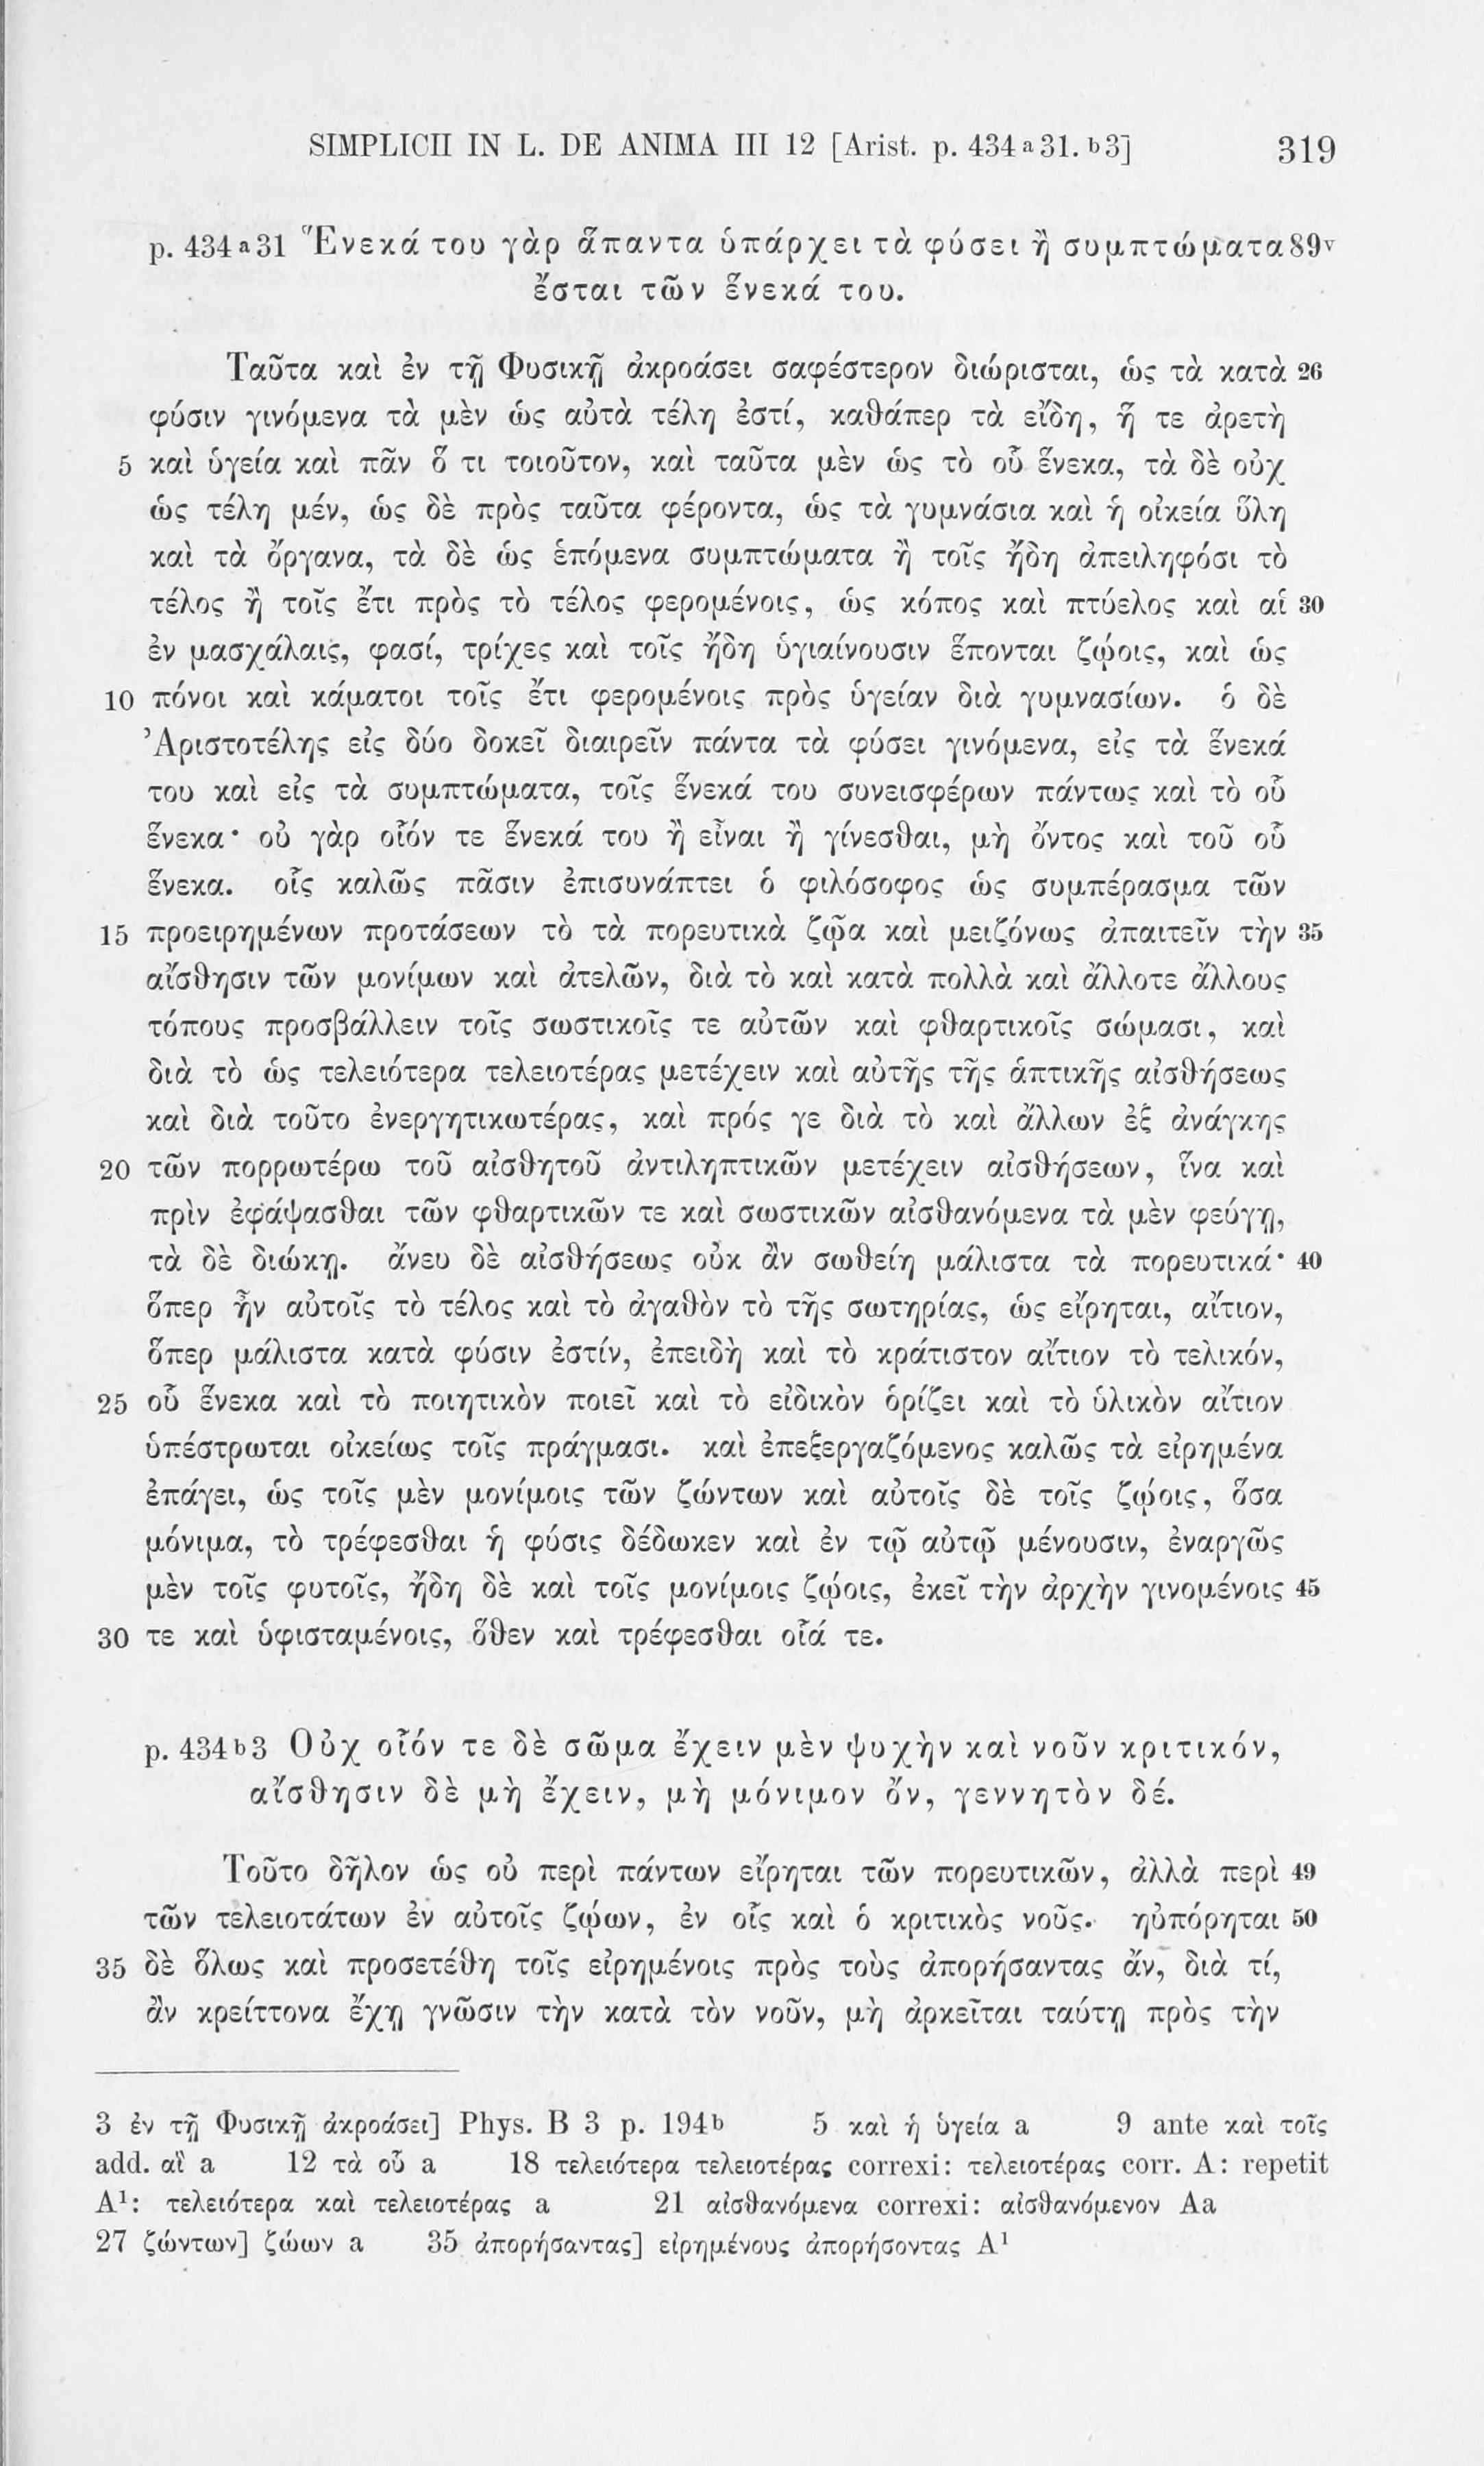 SIMPLICII IN L. DE ANIMA III 12 [Arist. p. 434 a 31. b 3] 319
p. 434 a 31 Ἕνεκά του γὰρ ἅπαντα ὑπάρχει τὰ φύσει ἢ συμπτώματα 89v
ἔσται τῶν ἕνεκά του.
Ταῦτα καὶ ἐν τῇ Φυσικῇ ἀκροάσει σαφέστερον διώρισται, ὡς τὰ κατὰ 26
φύσιν γινόμενα τὰ μὲν ὡς αὐτὰ τέλη ἐστί, καθάπερ τὰ εἴδη, ἥ τε ἀρετὴ
5 καὶ ὑγεία καὶ πᾶν ὅ τι τοιοῦτον, καὶ ταῦτα μὲν ὡς τὸ οὗ ἕνεκα, τὰ δὲ οὐχ
ὡς τέλη μέν, ὡς δὲ πρὸς ταῦτα φέροντα, ὡς τὰ γυμνάσια καὶ ἡ οἰκεία ὕλη
καὶ τὰ ὄργανα, τὰ δὲ ὡς ἑπόμενα συμπτώματα ἢ τοῖς ἤδη ἀπειληφόσι τὸ
τέλος ἢ τοῖς ἔτι πρὸς τὸ τέλος φερομένοις, ὡς κόπος καὶ πτύελος καὶ αἱ 30
ἐν μασχάλαις, φασί, τρίχες καὶ τοῖς ἤδη ὑγιαίνουσιν ἕπονται ζῴοις, καὶ ὡς
10 πόνοι καὶ κάματοι τοῖς ἔτι φερομένοις πρὸς ὑγείαν διὰ γυμνασίων. ὁ δὲ
Ἀριστοτέλης εἰς δύο δοκεῖ διαιρεῖν πάντα τὰ φύσει γινόμενα, εἰς τὰ ἕνεκά
του καὶ εἰς τὰ συμπτώματα, τοῖς ἕνεκά του συνεισφέρων πάντως καὶ τὸ οὗ
ἕνεκα· οὐ γὰρ οἷόν τε ἕνεκά του ἢ εἶναι ἢ γίνεσθαι, μὴ ὄντος καὶ τοῦ οὗ
ἕνεκα. οἷς καλῶς πᾶσιν ἐπισυνάπτει ὁ φιλόσοφος ὡς συμπέρασμα τῶν
15 προειρημένων προτάσεων τὸ τὰ πορευτικὰ ζῷα καὶ μειζόνως ἀπαιτεῖν τὴν 35
αἴσθησιν τῶν μονίμων καὶ ἀτελῶν, διὰ τὸ καὶ κατὰ πολλὰ καὶ ἄλλοτε ἄλλους
τόπους προσβάλλειν τοῖς σωστικοῖς τε αὐτῶν καὶ φθαρτικοῖς σώμασι, καὶ
διὰ τὸ ὡς τελειότερα τελειοτέρας μετέχειν καὶ αὐτῆς τῆς ἁπτικῆς αἰσθήσεως
καὶ διὰ τοῦτο ἐνεργητικωτέρας, καὶ πρός γε διὰ τὸ καὶ ἄλλων ἐξ ἀνάγκης
20 τῶν πορρωτέρω τοῦ αἰσθητοῦ ἀντιληπτικῶν μετέχειν αἰσθήσεων, ἵνα καὶ
πρὶν ἐφάψασθαι τῶν φθαρτικῶν τε καὶ σωστικῶν αἰσθανόμενα τὰ μὲν φεύγῃ,
τὰ δὲ διώκῃ. ἄνευ δὲ αἰσθήσεως οὐκ ἂν σωθείη μάλιστα τὰ πορευτικά· 40
ὅπερ ἦν αὐτοῖς τὸ τέλος καὶ τὸ ἀγαθὸν τὸ τῆς σωτηρίας, ὡς εἴρηται, αἴτιον,
ὅπερ μάλιστα κατὰ φύσιν ἐστίν, ἐπειδὴ καὶ τὸ κράτιστον αἴτιον τὸ τελικόν,
25 οὗ ἕνεκα καὶ τὸ ποιητικὸν ποιεῖ καὶ τὸ εἰδικὸν ὁρίζει καὶ τὸ ὑλικὸν αἴτιον
ὑπέστρωται οἰκείως τοῖς πράγμασι. καὶ ἐπεξεργαζόμενος καλῶς τὰ εἰρημένα
ἐπάγει, ὡς τοῖς μὲν μονίμοις τῶν ζώντων καὶ αὐτοῖς δὲ τοῖς ζῴοις, ὅσα
μόνιμα, τὸ τρέφεσθαι ἡ φύσις δέδωκεν καὶ ἐν τῷ αὐτῷ μένουσιν, ἐναργῶς
μὲν τοῖς φυτοῖς, ἤδη δὲ καὶ τοῖς μονίμοις ζῴοις, ἐκεῖ τὴν ἀρχὴν γινομένοις 45
30 τε καὶ ὑφισταμένοις, ὅθεν καὶ τρέφεσθαι οἷά τε.
p. 434 b 3 Οὐχ οἷόν τε δὲ σῶμα ἔχειν μὲν ψυχὴν καὶ νοῦν κριτικόν,
αἴσθησιν δὲ μὴ ἔχειν, μὴ μόνιμον ὄν, γεννητὸν δέ.
Τοῦτο δῆλον ὡς οὐ περὶ πάντων εἴρηται τῶν πορευτικῶν, ἀλλὰ περὶ 49
τῶν τελειοτάτων ἐν αὐτοῖς ζῴων, ἐν οἷς καὶ ὁ κριτικὸς νοῦς. ηὐπόρηται 50
35 δὲ ὅλως καὶ προσετέθη τοῖς εἰρημένοις πρὸς τοὺς ἀπορήσαντας ἄν, διὰ τί,
ἂν κρείττονα ἔχῃ γνῶσιν τὴν κατὰ τὸν νοῦν, μὴ ἀρκεῖται ταύτῃ πρὸς τὴν
3 ἐν τῇ Φυσικῇ ἀκροάσει] Phys. B 3 p. 194b 5 καὶ ἡ ὑγεία a 9 ante καὶ τοῖς
add. αἳ a 12 τὰ οὗ a 18 τελειότερα τελειοτέρας correxi: τελειοτέρας corr. A: repetit
A1: τελειότερα καὶ τελειοτέρας a 21 αἰσθανόμενα correxi: αἰσθανόμενον Aa
27 ζώντων] ζώων a 35 ἀπορήσαντας] εἰρημένους ἀπορήσοντας A1